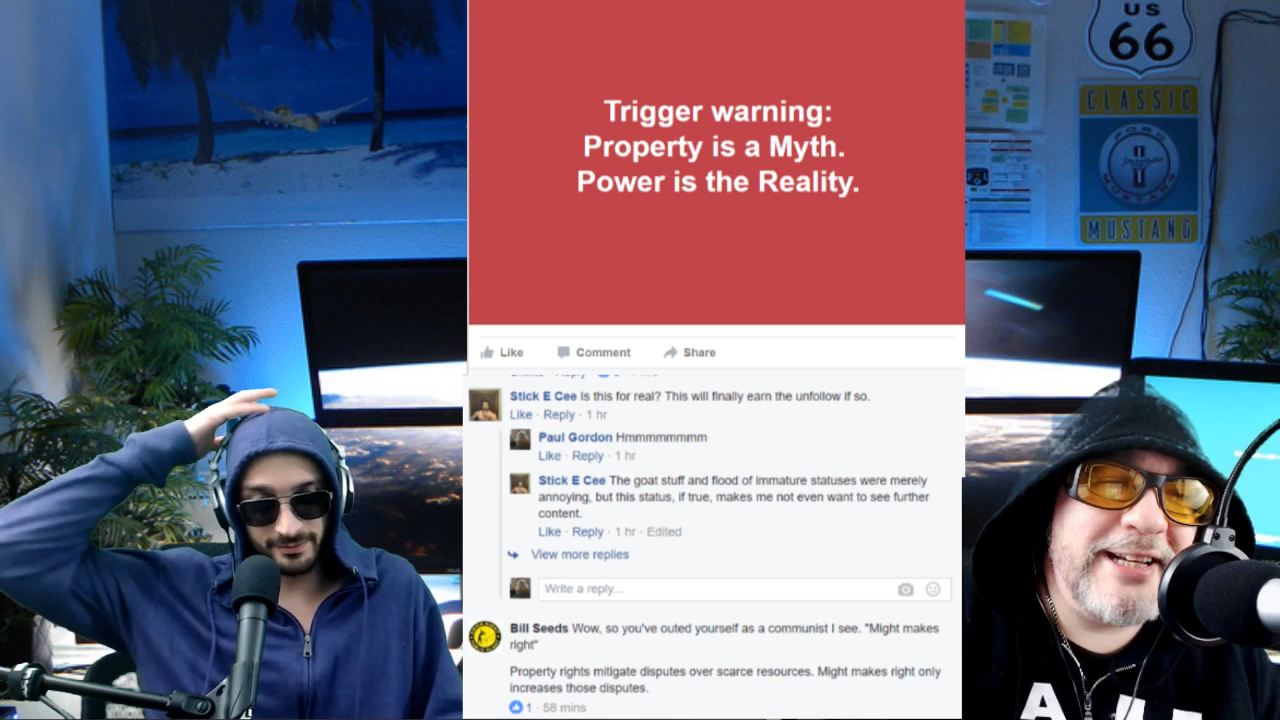 Trigger warning:
Property is a Myth.
Power is the Reality.
Like Comment Share
Stick E Cee Is this for real? This will finally earn the unfollow if so.
Like · Reply · 1 hr
Paul Gordon Hmmmmmmmm
Like · Reply · 1 hr
Stick E Cee The goat stuff and flood of immature statuses were merely
annoying, but this status, if true, makes me not even want to see further
content.
Like · Reply · 1 hr · Edited
View more replies
Write a reply...
Bill Seeds Wow, so you've outed yourself as a communist I see. "Might makes
right"
Property rights mitigate disputes over scarce resources. Might makes right only
increases those disputes.
1 · 58 mins
US
66
CLASSIC
FORD
MUSTANG
MUSTANG